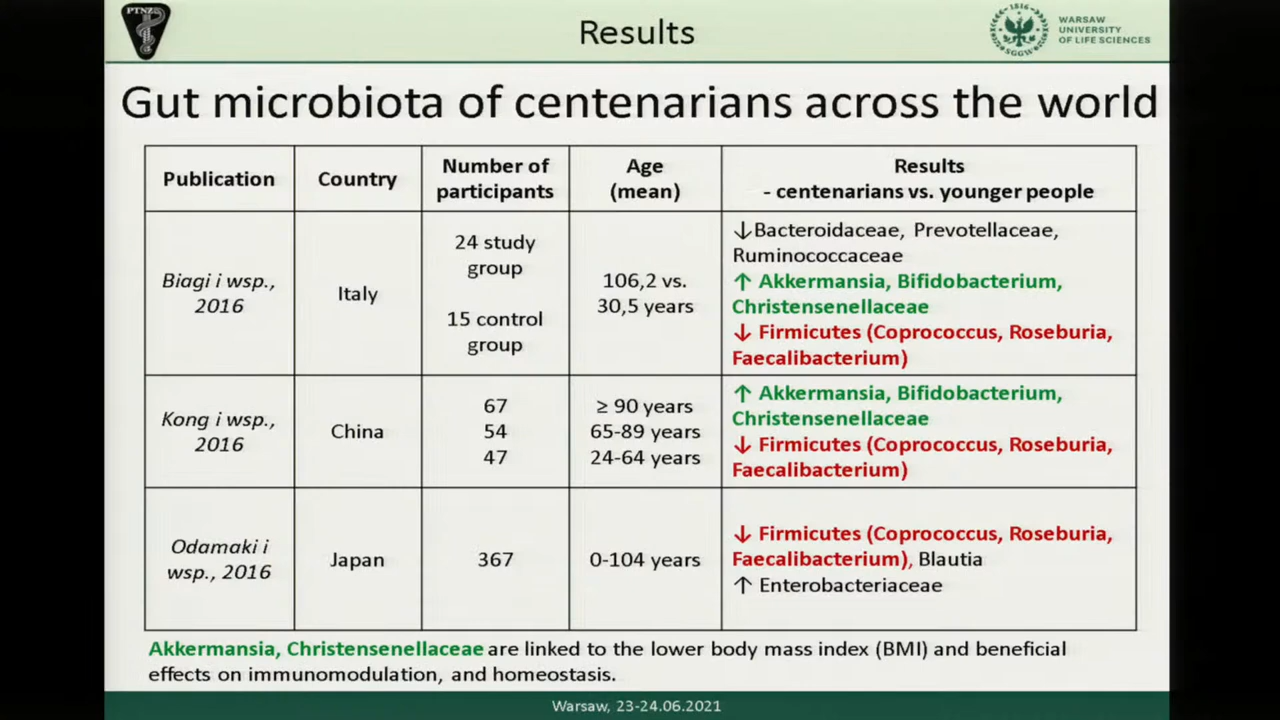 PTNZ
Results
1816
SGGW
WARSAW
UNIVERSITY
OF LIFE SCIENCES
Gut microbiota of centenarians across the world
Publication
Country
Number of
participants
Age
(mean)
Results
- centenarians vs. younger people
Biagi i wsp.,
2016
Italy
24 study
group
15 control
group
106,2 vs.
30,5 years
↓Bacteroidaceae, Prevotellaceae,
Ruminococcaceae
↑ Akkermansia, Bifidobacterium,
Christensenellaceae
↓ Firmicutes (Coprococcus, Roseburia,
Faecalibacterium)
Kong i wsp.,
2016
China
67
54
47
≥ 90 years
65-89 years
24-64 years
↑ Akkermansia, Bifidobacterium,
Christensenellaceae
↓ Firmicutes (Coprococcus, Roseburia,
Faecalibacterium)
Odamaki i
wsp., 2016
Japan
367
0-104 years
↓ Firmicutes (Coprococcus, Roseburia,
Faecalibacterium), Blautia
↑ Enterobacteriaceae
Akkermansia, Christensenellaceae are linked to the lower body mass index (BMI) and beneficial
effects on immunomodulation, and homeostasis.
Warsaw, 23-24.06.2021